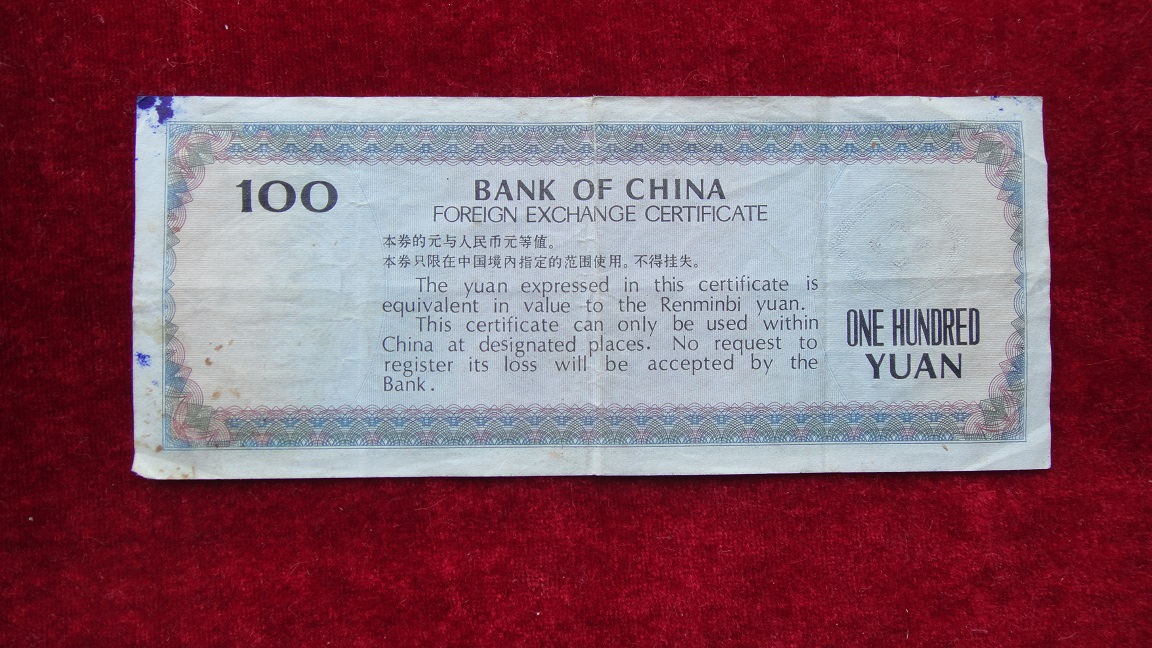 100
BANK OF CHINA
FOREIGN EXCHANGE CERTIFICATE
本券的元与人民币元等值。
本券只限在中国境内指定的范围使用。不得挂失。
The yuan expressed in this certificate is
equivalent in value to the Renminbi yuan.
This certificate can only be used within
China at designated places. No request to
register its loss will be accepted by the
Bank.
ONE HUNDRED
YUAN